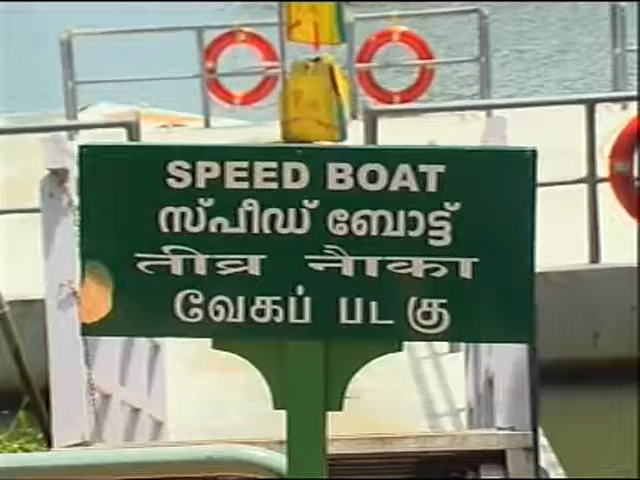 SPEED BOAT
സ്പീഡ് ബോട്ട്
तीव्र नौका
வேகப் படகு